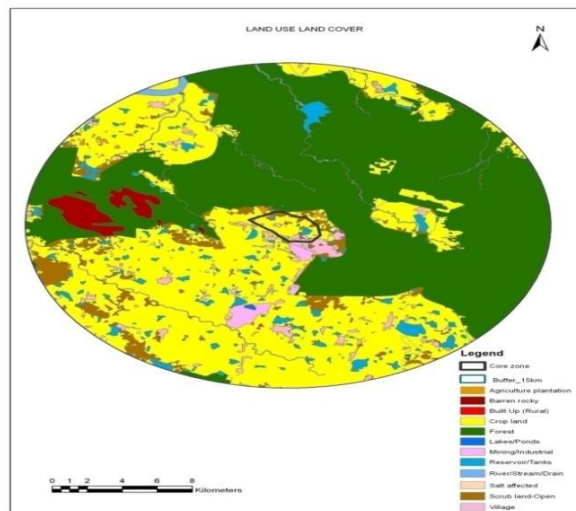 LAND USE LAND COVER
N
Legend
Core zone
Buffer_15km
Agriculture plantation
Barren rocky
Built Up (Rural)
Crop land
Forest
Lakes/Ponds
Mining/Industrial
Reservoir/Tanks
River/Stream/Drain
Salt affected
Scrub land-Open
Village
0 1 2 4 6 8
Kilometers